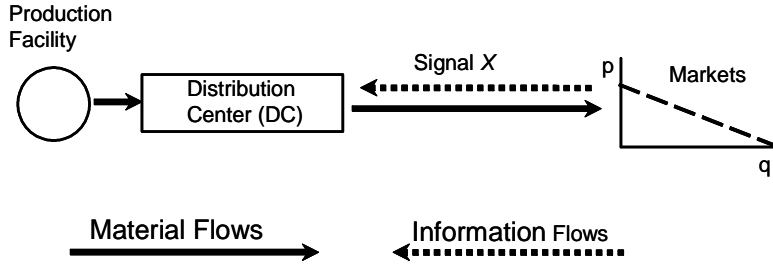 Production
Facility
Distribution
Center (DC)
Signal X
p
Markets
q
Material Flows
Information Flows